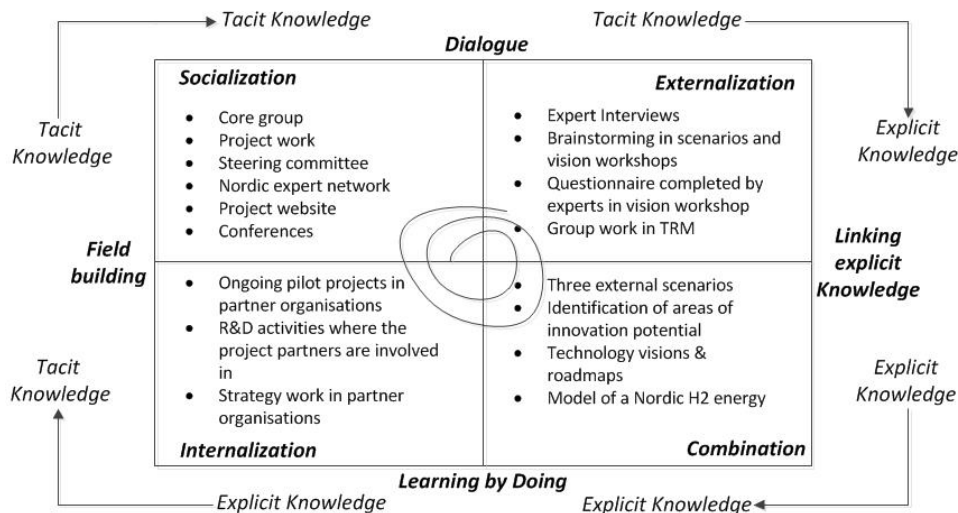 Tacit Knowledge
Tacit Knowledge
Dialogue
Socialization
• Core group
• Project work
• Steering committee
• Nordic expert network
• Project website
• Conferences
Externalization
• Expert Interviews
• Brainstorming in scenarios and
vision workshops
• Questionnaire completed by
experts in vision workshop
• Group work in TRM
Tacit
Knowledge
Explicit
Knowledge
Field
building
Linking
explicit
Knowledge
• Ongoing pilot projects in
partner organisations
• R&D activities where the
project partners are involved
in
• Strategy work in partner
organisations
Internalization
• Three external scenarios
• Identification of areas of
innovation potential
• Technology visions &
roadmaps
• Model of a Nordic H2 energy
Combination
Tacit
Knowledge
Explicit
Knowledge
Learning by Doing
Explicit Knowledge
Explicit Knowledge